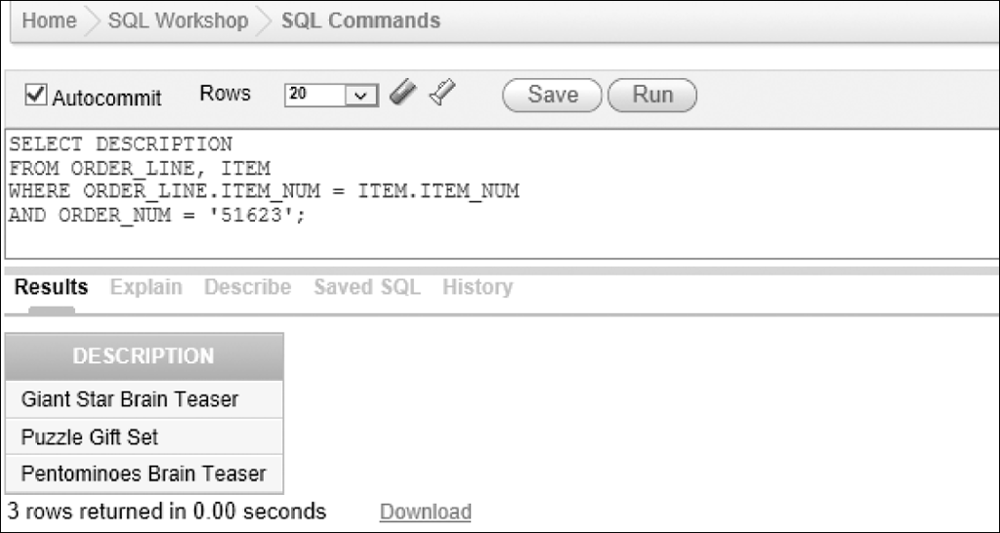 Home SQL Workshop SQL Commands
Autocommit Rows 20 Save Run
SELECT DESCRIPTION
FROM ORDER_LINE, ITEM
WHERE ORDER_LINE.ITEM_NUM = ITEM.ITEM_NUM
AND ORDER_NUM = '51623';
Results Explain Describe Saved SQL History
DESCRIPTION
Giant Star Brain Teaser
Puzzle Gift Set
Pentominoes Brain Teaser
3 rows returned in 0.00 seconds Download